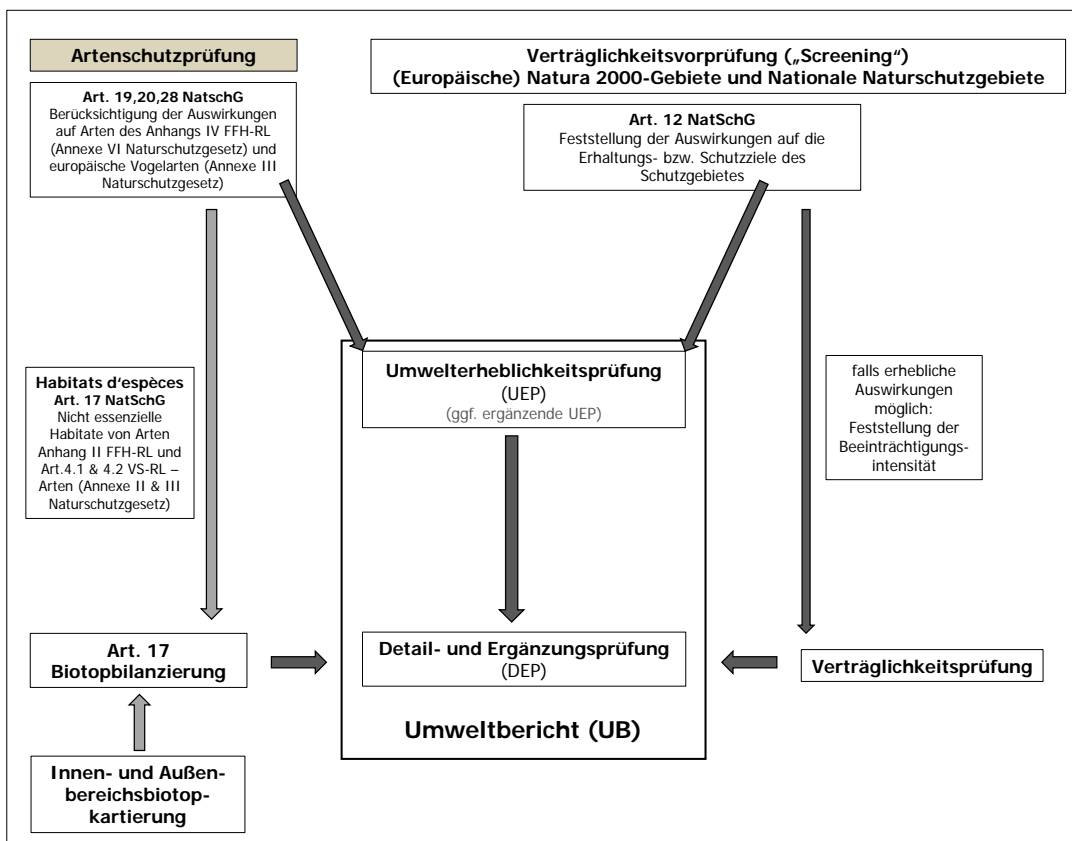 Artenschutzprüfung
Art. 19,20,28 NatschG
Berücksichtigung der Auswirkungen
auf Arten des Anhangs IV FFH-RL
(Annexe VI Naturschutzgesetz) und
europäische Vogelarten (Annexe III
Naturschutzgesetz)
Verträglichkeitsvorprüfung („Screening“)
(Europäische) Natura 2000-Gebiete und Nationale Naturschutzgebiete
Art. 12 NatSchG
Feststellung der Auswirkungen auf die
Erhaltungs- bzw. Schutzziele des
Schutzgebietes
Habitats d‘espèces
Art. 17 NatSchG
Nicht essenzielle
Habitate von Arten
Anhang II FFH-RL und
Art.4.1 & 4.2 VS-RL –
Arten (Annexe II & III
Naturschutzgesetz)
Umwelterheblichkeitsprüfung
(UEP)
(ggf. ergänzende UEP)
falls erhebliche
Auswirkungen
möglich:
Feststellung der
Beeinträchtigungs-
intensität
Art. 17
Biotopbilanzierung
Detail- und Ergänzungsprüfung
(DEP)
Verträglichkeitsprüfung
Umweltbericht (UB)
Innen- und Außen-
bereichsbiotop-
kartierung